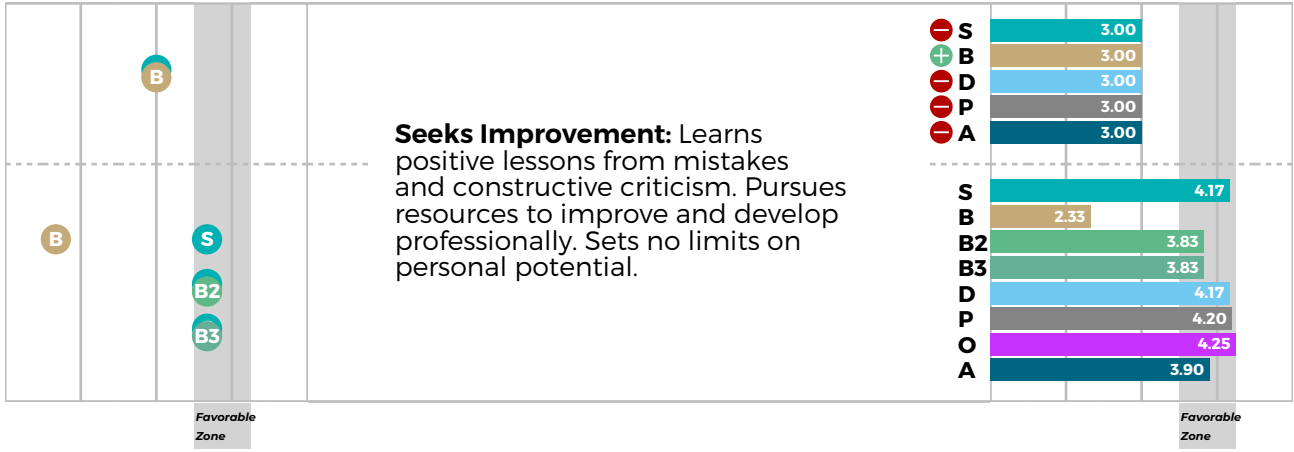 B
B
S
B2
B3
Favorable
Zone
Seeks Improvement: Learns
positive lessons from mistakes
and constructive criticism. Pursues
resources to improve and develop
professionally. Sets no limits on
personal potential.
S 3.00
B 3.00
D 3.00
P 3.00
A 3.00
S 4.17
B 2.33
B2 3.83
B3 3.83
D 4.17
P 4.20
O 4.25
A 3.90
Favorable
Zone